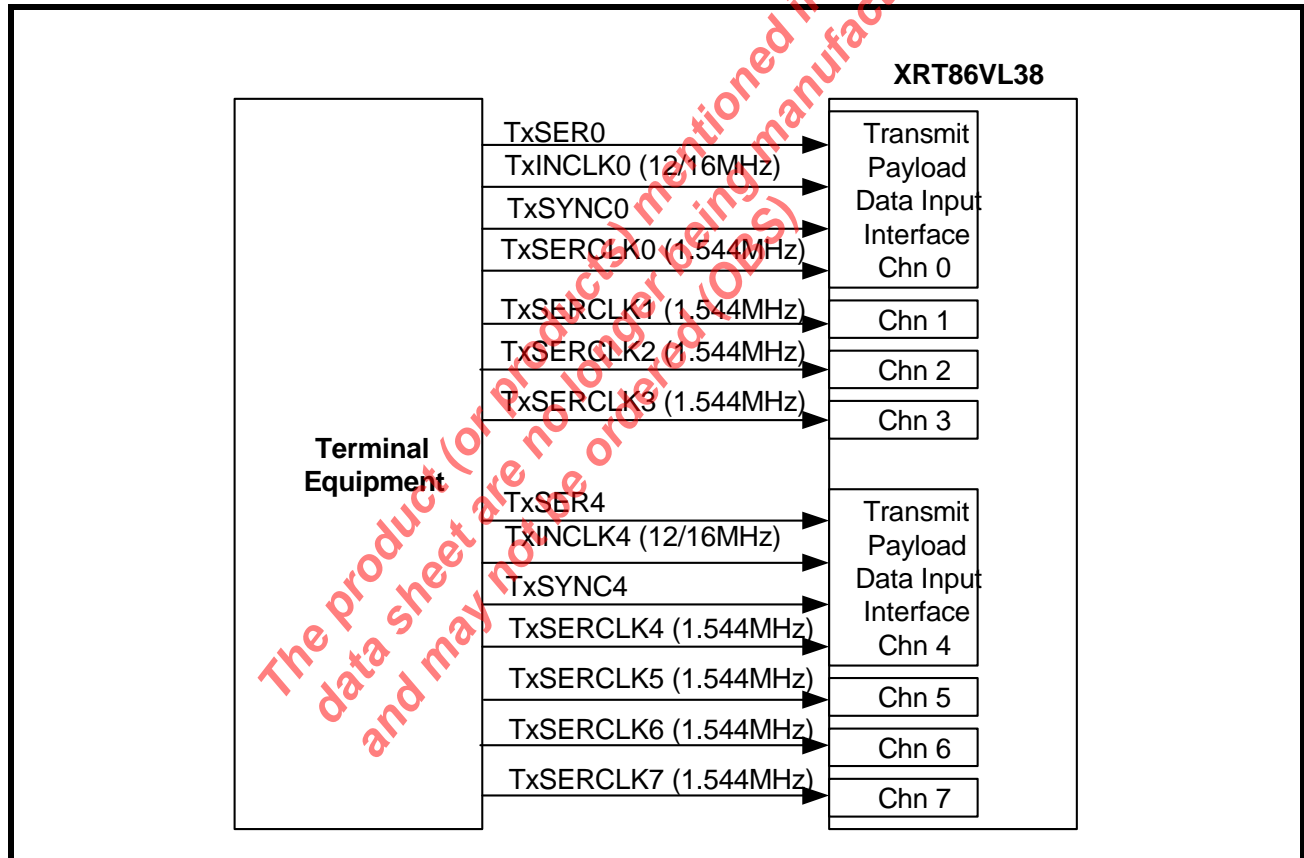 XRT86VL38
TxSER0
TxINCLK0 (12/16MHz)
TxSYNC0
TxSERCLK0 (1.544MHz)
Transmit
Payload
Data Input
Interface
Chn 0
TxSERCLK1 (1.544MHz)
Chn 1
TxSERCLK2 (1.544MHz)
Chn 2
TxSERCLK3 (1.544MHz)
Chn 3
Terminal
Equipment
TxSER4
TxINCLK4 (12/16MHz)
TxSYNC4
TxSERCLK4 (1.544MHz)
Transmit
Payload
Data Input
Interface
Chn 4
TxSERCLK5 (1.544MHz)
Chn 5
TxSERCLK6 (1.544MHz)
Chn 6
TxSERCLK7 (1.544MHz)
Chn 7
The product (or products) mentioned
data sheet are no longer being
and may not be ordered (OBS)